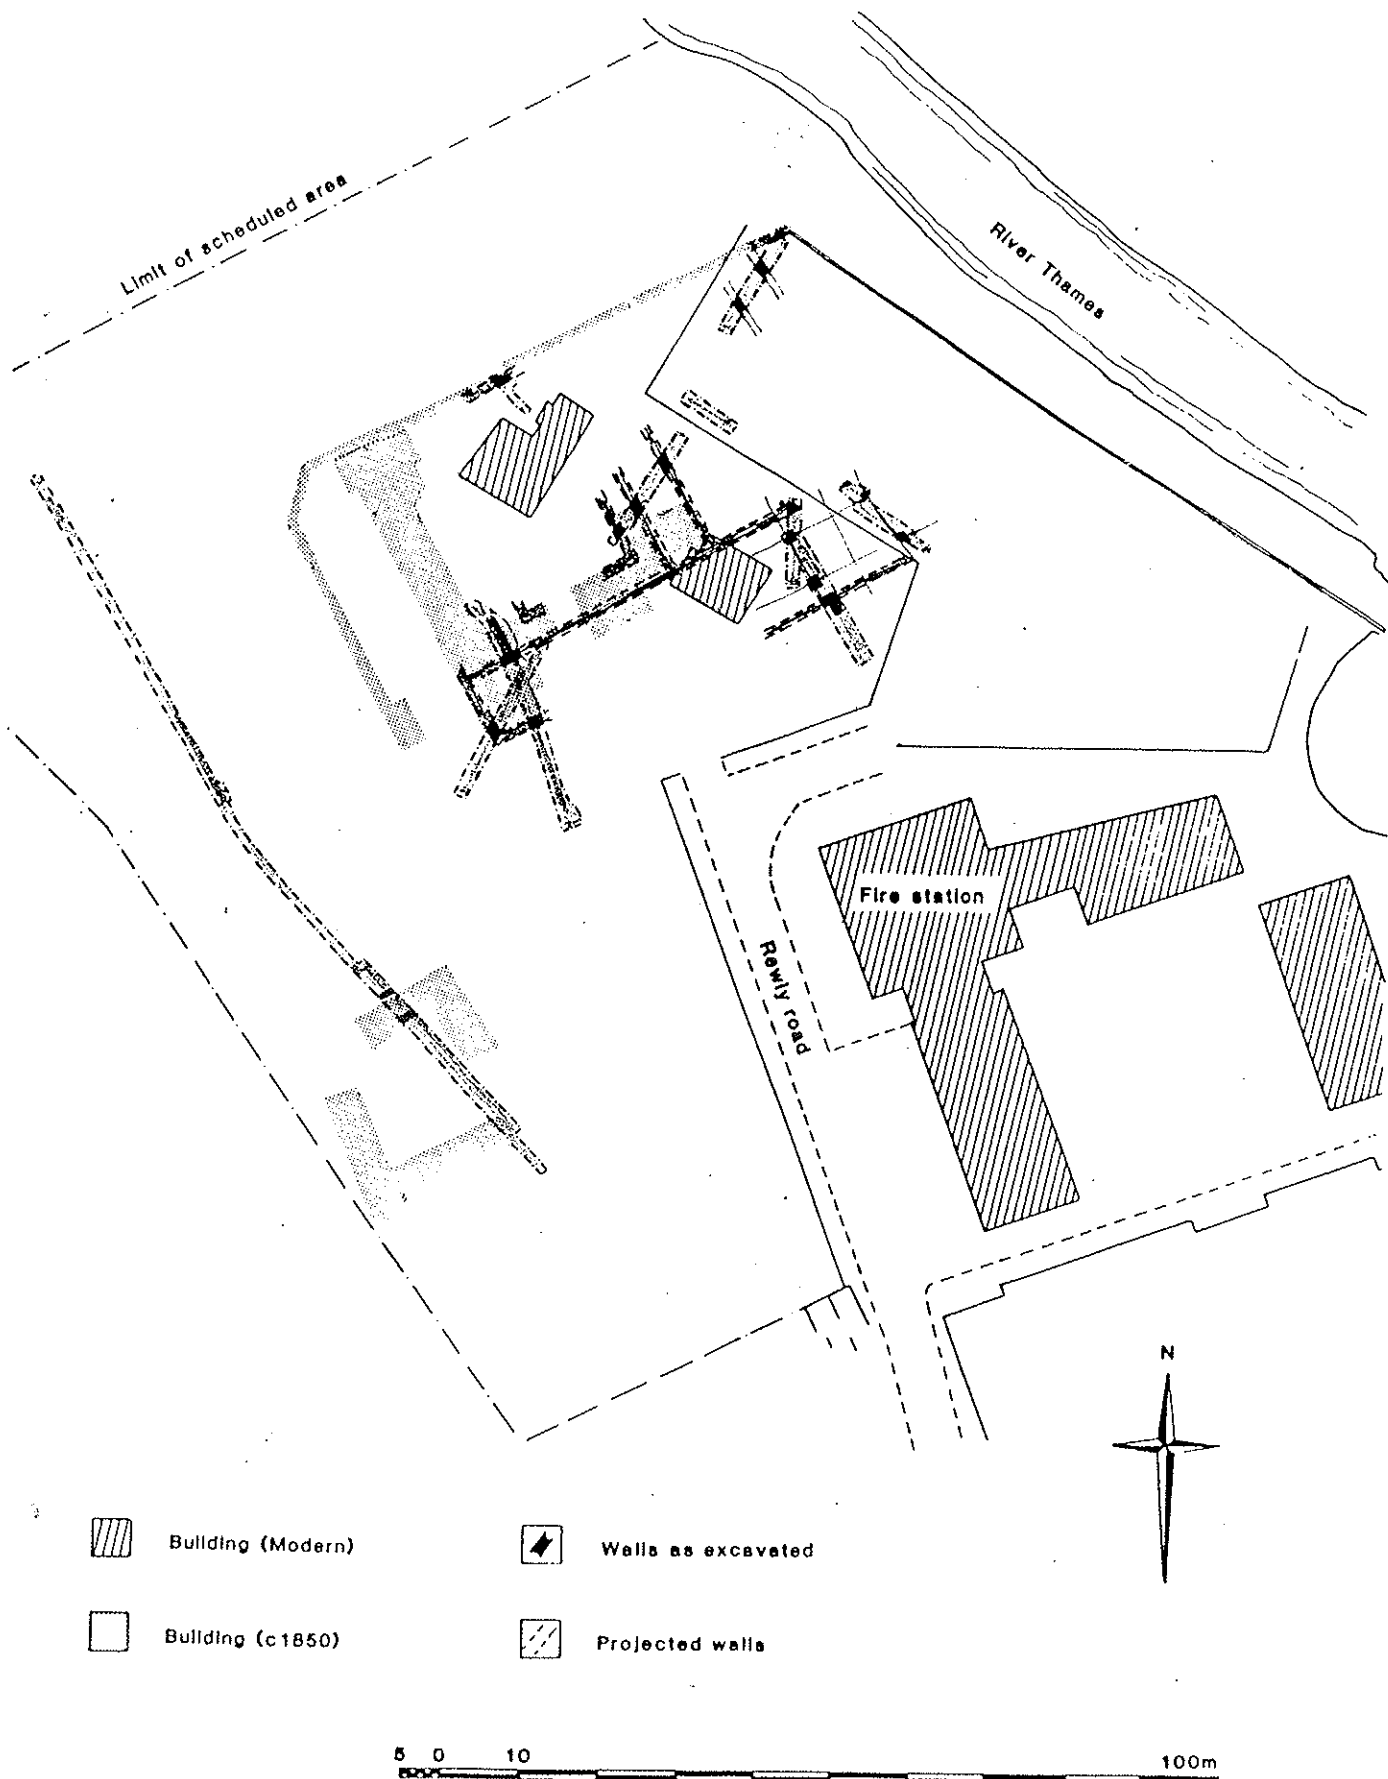 Limit of scheduled area
River Thames
Fire station
Rewly road
N
Building (Modern)
Walls as excavated
Building (c1850)
Projected walls
5 0 10 100m